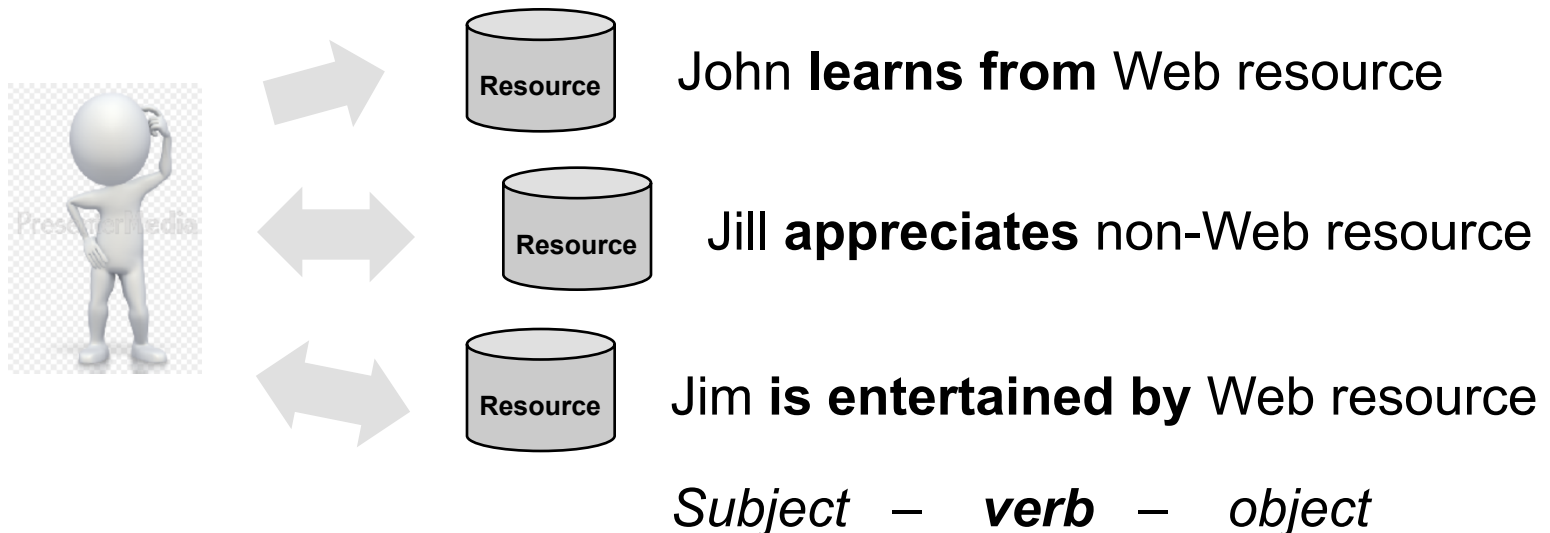 Resource
John learns from Web resource
PresenterMedia
Resource
Jill appreciates non-Web resource
Resource
Jim is entertained by Web resource
Subject – verb – object